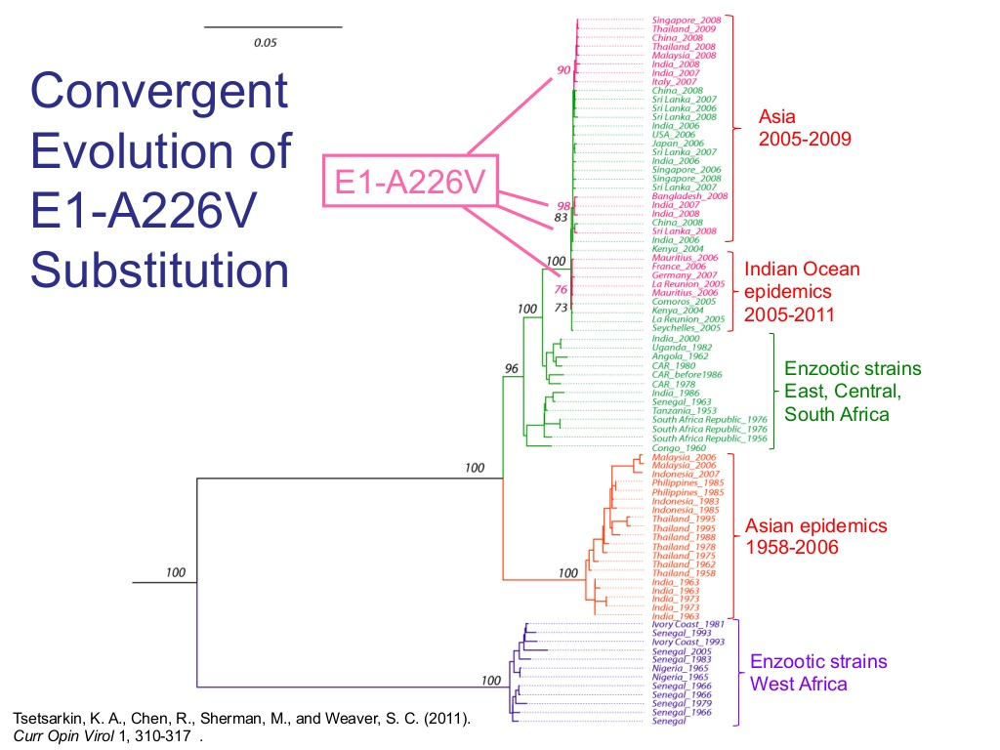 0.05
Convergent
Evolution of
E1-A226V
Substitution
E1-A226V
90
98
83
100
76
73
100
96
100
100
100
100
Singapore_2008
Thailand_2009
China_2008
Thailand_2008
Malaysia_2008
India_2008
India_2007
Italy_2007
China_2008
Sri Lanka_2007
Sri Lanka_2006
Sri Lanka_2008
India_2006
USA_2006
Japan_2006
Sri Lanka_2007
India_2006
Singapore_2006
Singapore_2008
Sri Lanka_2007
Bangladesh_2008
India_2007
India_2008
China_2008
Sri Lanka_2008
India_2006
Kenya_2004
Mauritius_2006
France_2006
Germany_2007
La Reunion_2005
Mauritius_2006
Comoros_2005
Kenya_2004
La Reunion_2005
Seychelles_2005
India_2000
Uganda_1982
Angola_1962
CAR_1980
CAR_before1986
CAR_1978
India_1986
Senegal_1963
Tanzania_1953
South Africa Republic_1976
South Africa Republic_1976
South Africa Republic_1956
Congo_1960
Malaysia_2006
Malaysia_2006
Indonesia_2007
Philippines_1985
Philippines_1985
Indonesia_1983
Indonesia_1985
Thailand_1995
Thailand_1995
Thailand_1988
Thailand_1978
Thailand_1975
Thailand_1962
Thailand_1958
India_1963
India_1963
India_1973
India_1973
India_1963
Ivory Coast_1981
Senegal_1993
Ivory Coast_1993
Senegal_2005
Senegal_1983
Nigeria_1965
Nigeria_1965
Senegal_1966
Senegal_1966
Senegal_1979
Senegal_1966
Senegal
Asia
2005-2009
Indian Ocean
epidemics
2005-2011
Enzootic strains
East, Central,
South Africa
Asian epidemics
1958-2006
Enzootic strains
West Africa
Tsetsarkin, K. A., Chen, R., Sherman, M., and Weaver, S. C. (2011).
Curr Opin Virol 1, 310-317 .